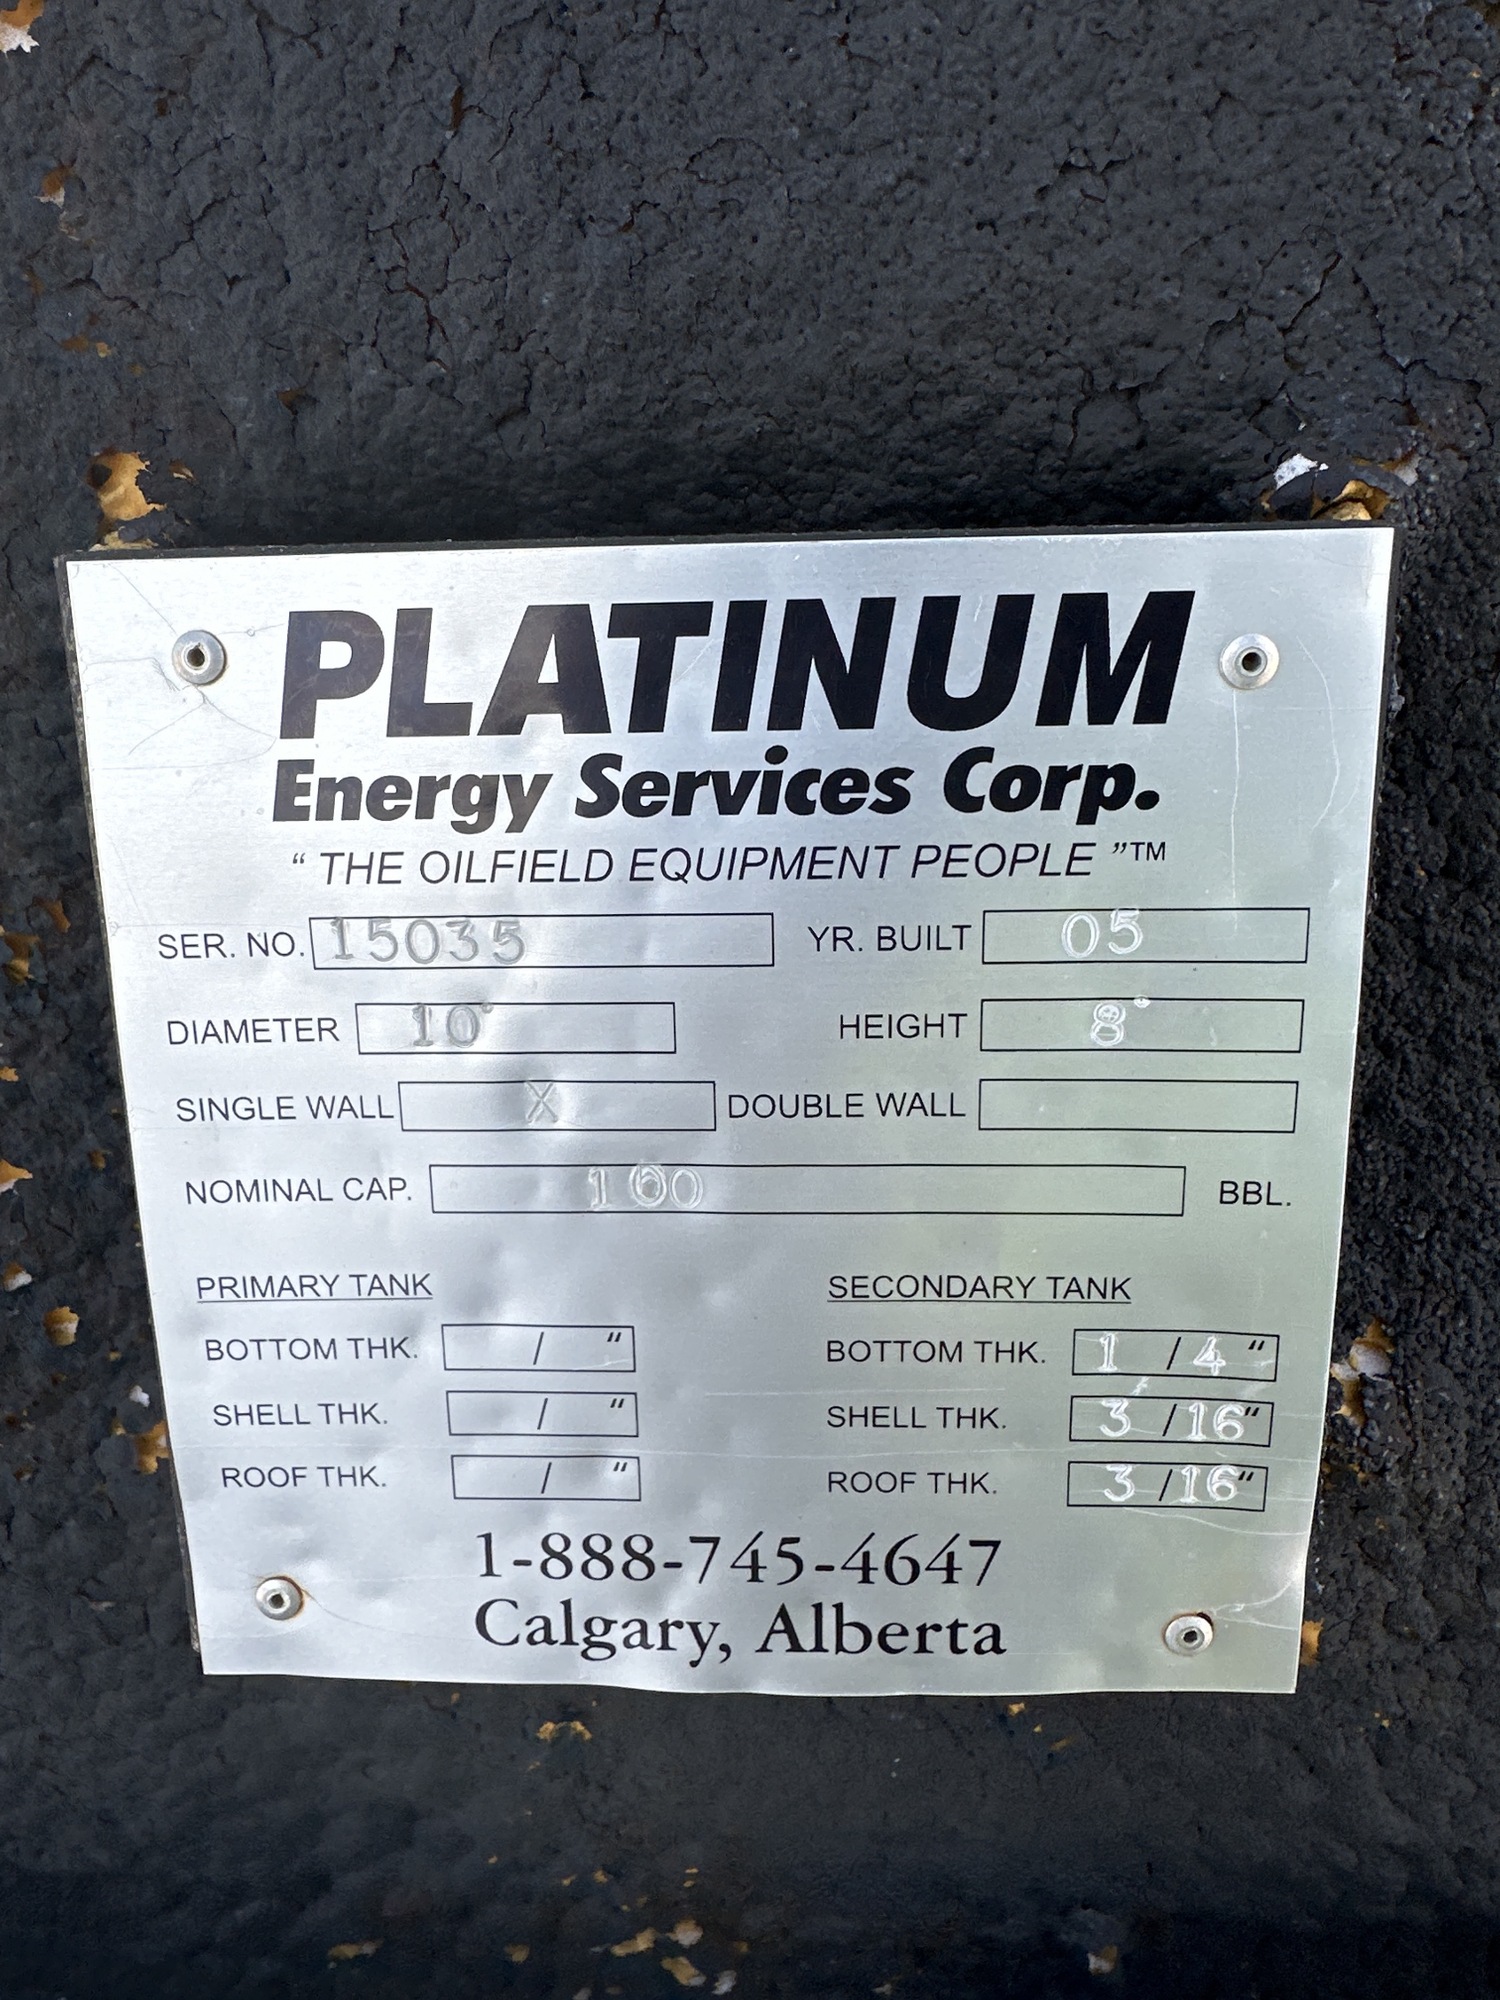 PLATINUM
Energy Services Corp.
“ THE OILFIELD EQUIPMENT PEOPLE ”™
SER. NO. 15035 YR. BUILT 05
DIAMETER 10° HEIGHT 8°
SINGLE WALL X DOUBLE WALL
NOMINAL CAP. BBL.
PRIMARY TANK SECONDARY TANK
BOTTOM THK. / " BOTTOM THK. 1 / 4 "
SHELL THK. / " SHELL THK. 3 / 16 "
ROOF THK. / " ROOF THK. 3 / 16 "
1-888-745-4647
Calgary, Alberta